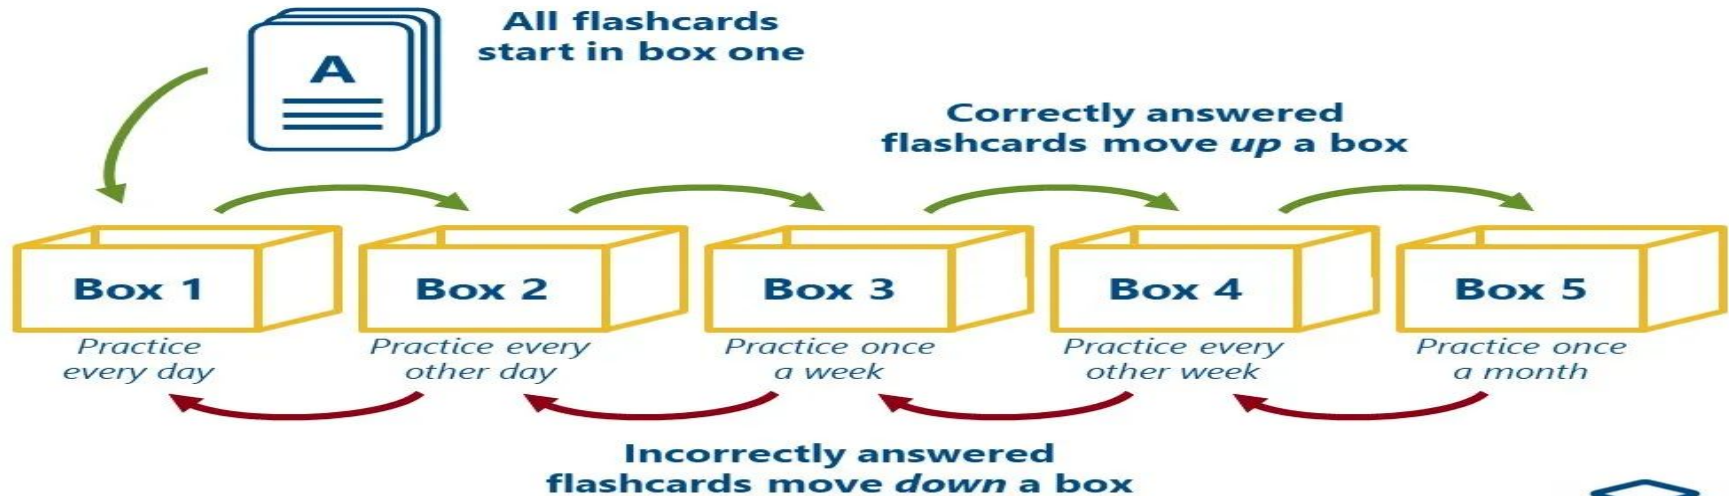 All flashcards
start in box one
A
Correctly answered
flashcards move up a box
Box 1
Box 2
Box 3
Box 4
Box 5
Practice
every day
Practice every
other day
Practice once
a week
Practice every
other week
Practice once
a month
Incorrectly answered
flashcards move down a box